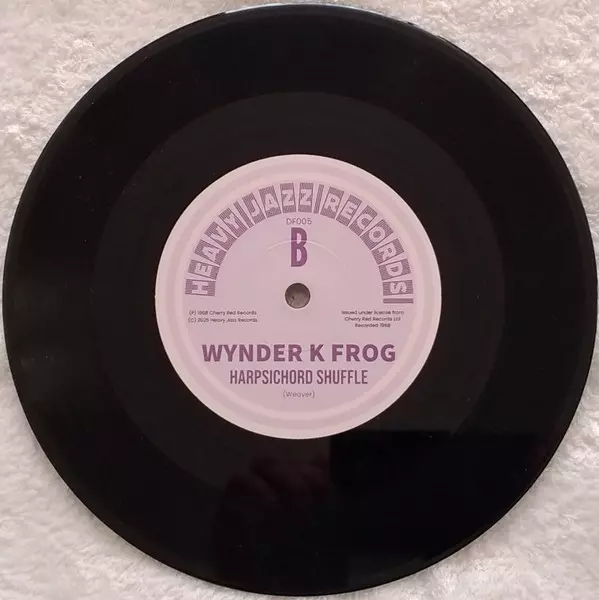 HEAVY JAZZ RECORDS
DF005
B
(P) 1968 Cherry Red Records
(C) 2025 Heavy Jazz Records
Issued under license from
Cherry Red Records Ltd
Recorded 1968
WYNDER K FROG
HARPSICHORD SHUFFLE
(Weaver)